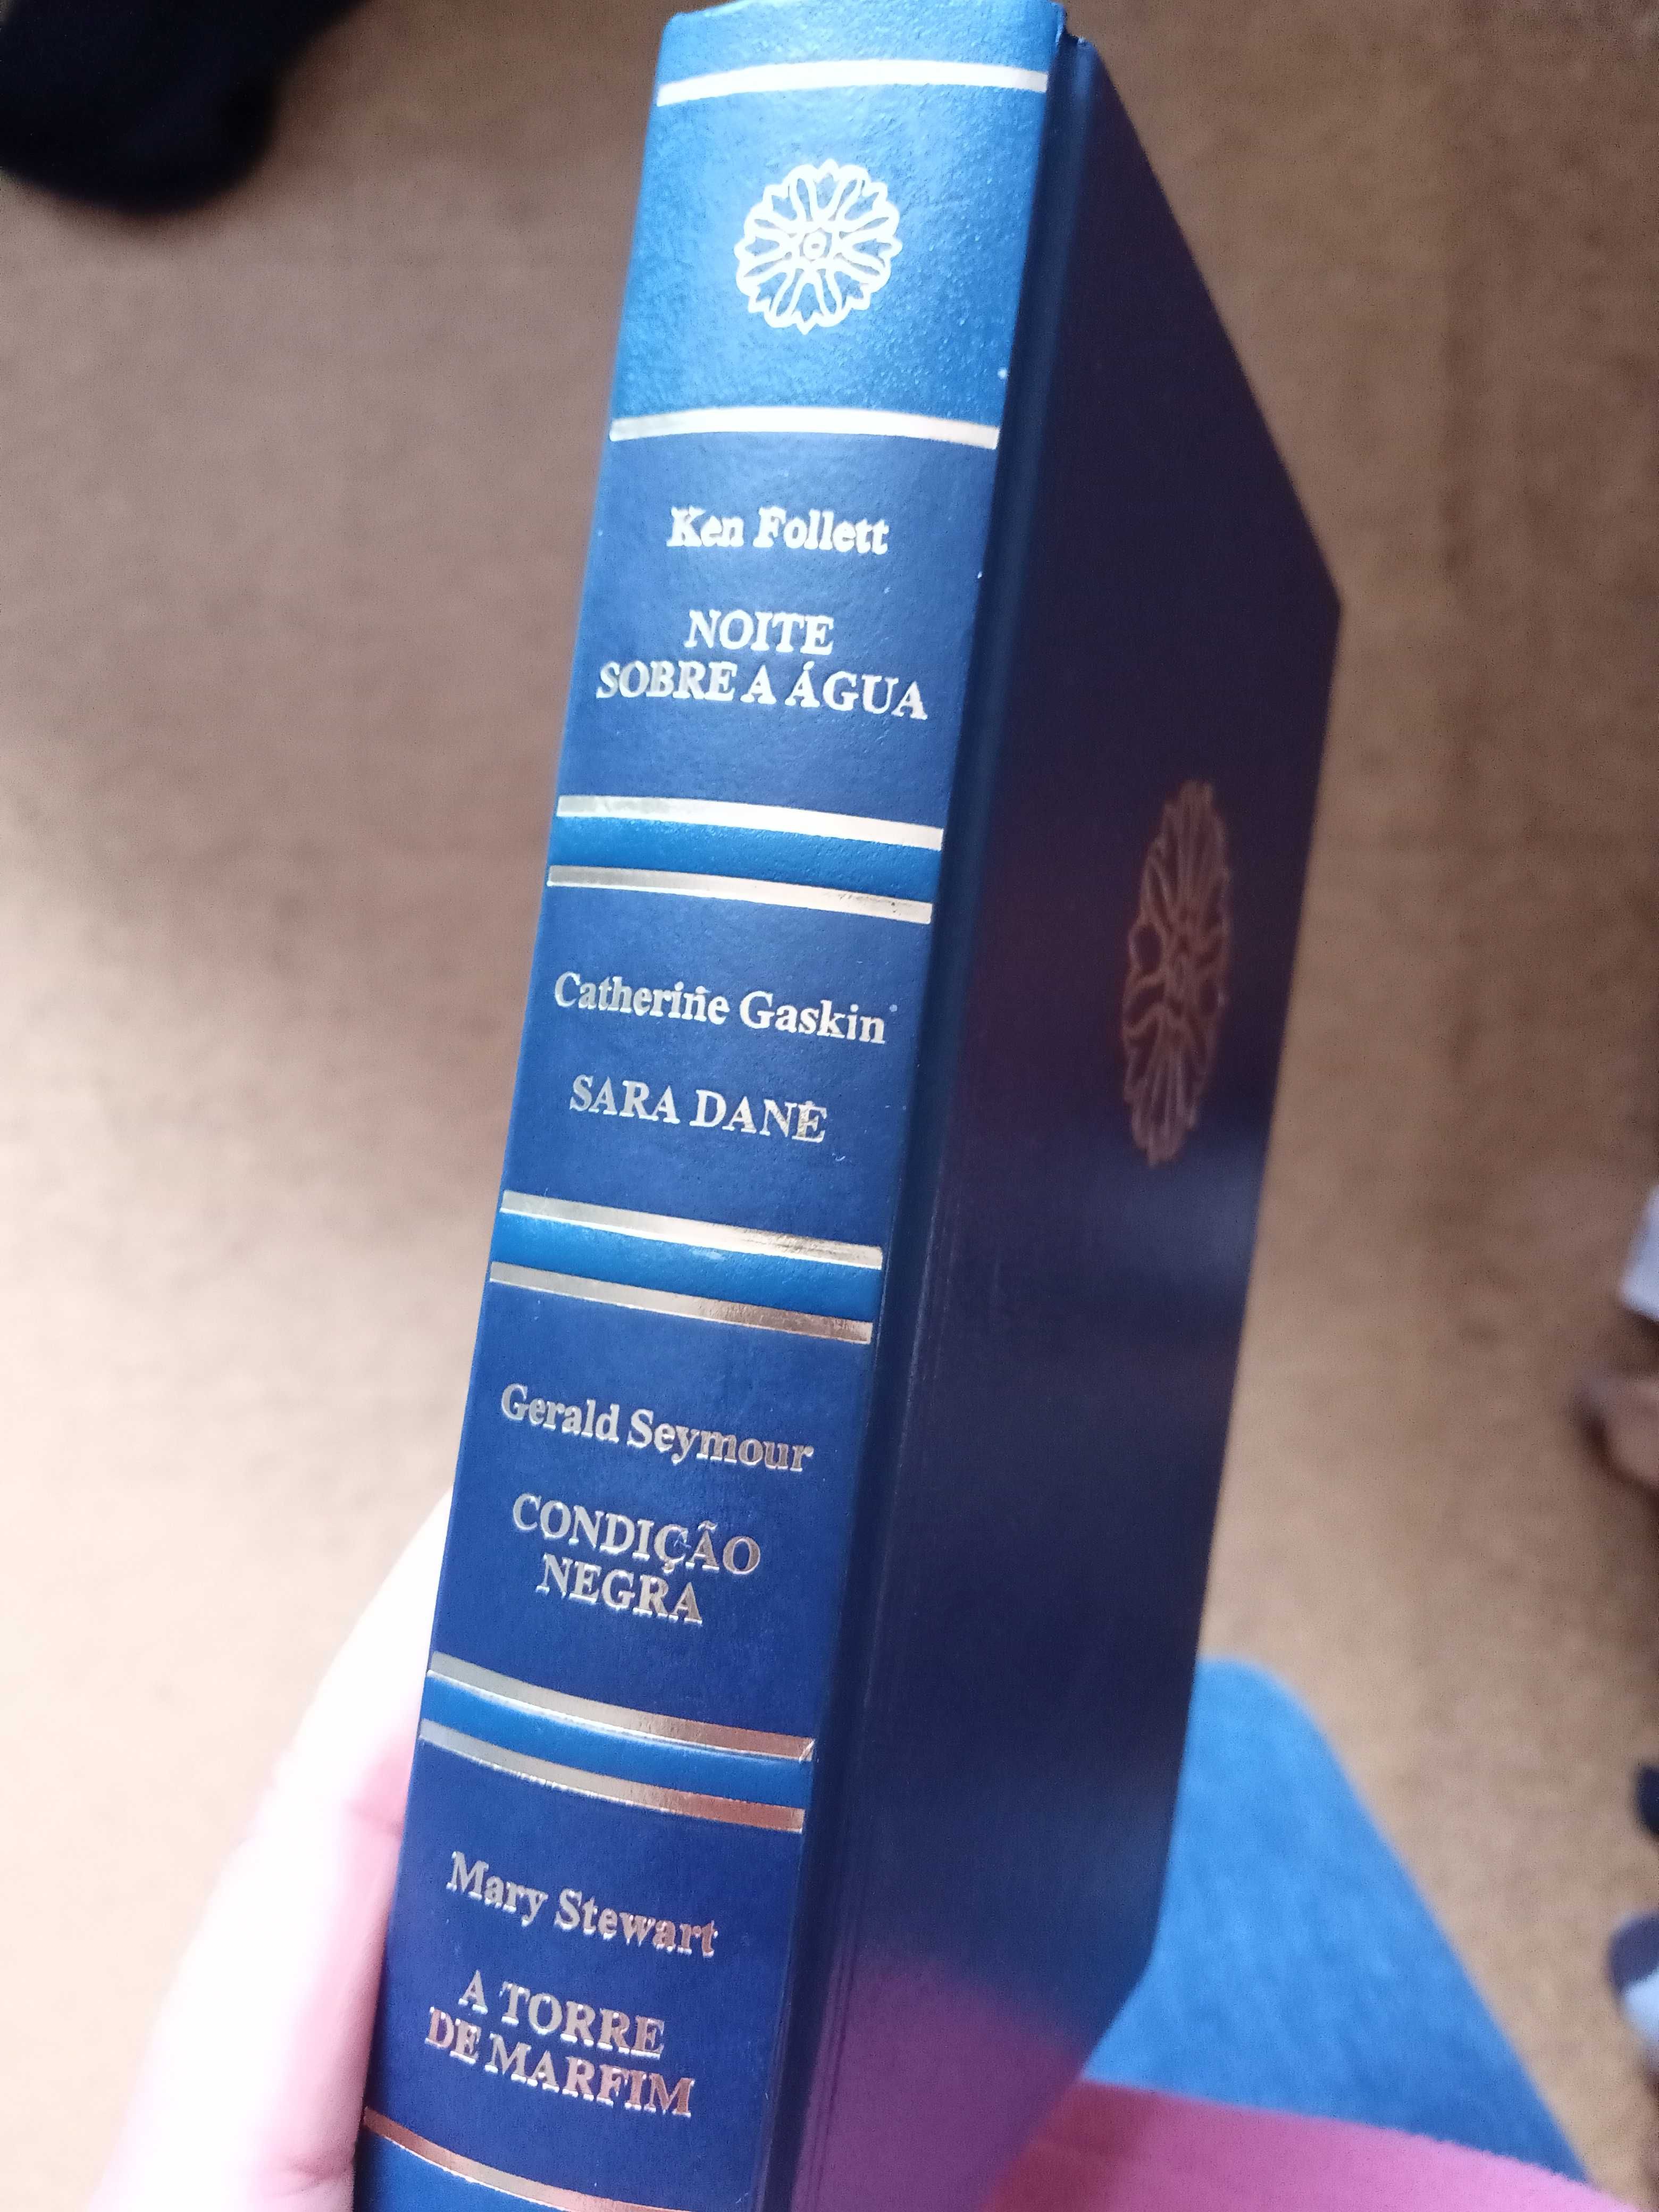 Ken Follett
NOITE
SOBRE A ÁGUA
Catherine Gaskin
SARA DANE
Gerald Seymour
CONDIÇÃO
NEGRA
Mary Stewart
A TORRE
DE MARFIM